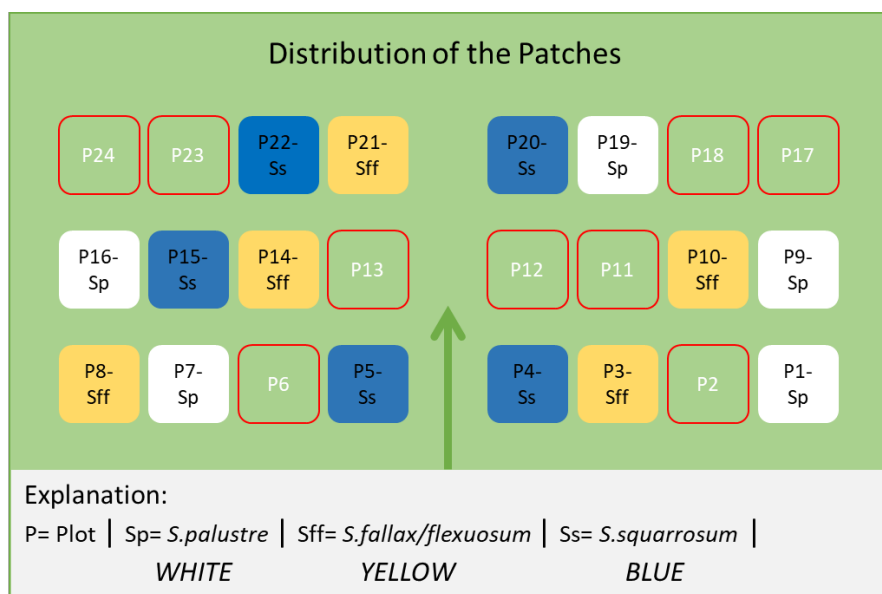 Distribution of the Patches
P24 P23 P22- P21- P20- P19- P18 P17
Ss Sff Ss Sp
P16- P15- P14- P13 P12 P11 P10- P9-
Sp Ss Sff Sff Sp
P8- P7- P6 P5- P4- P3- P2 P1-
Sff Sp Ss Ss Sff Sp
Explanation:
P= Plot | Sp= S.palustre | Sff= S.fallax/flexuosum | Ss= S.squarrosum |
WHITE YELLOW BLUE